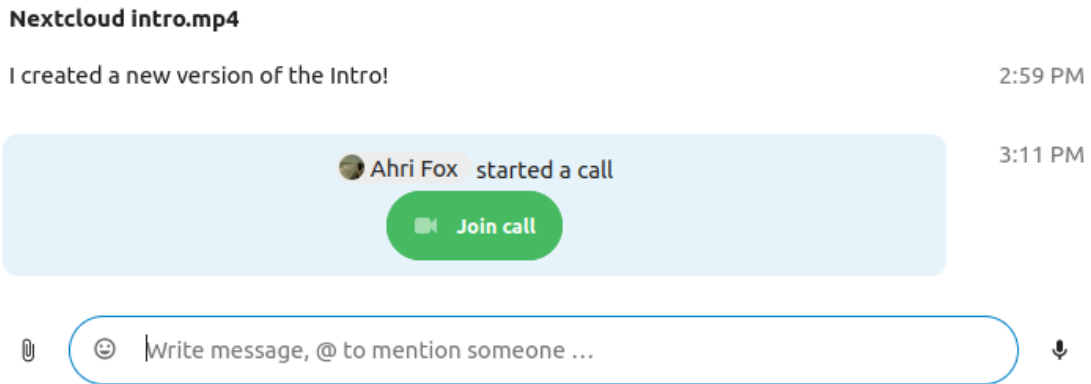 Nextcloud intro.mp4
I created a new version of the Intro! 2:59 PM
Ahri Fox started a call 3:11 PM
Join call
Write message, @ to mention someone …